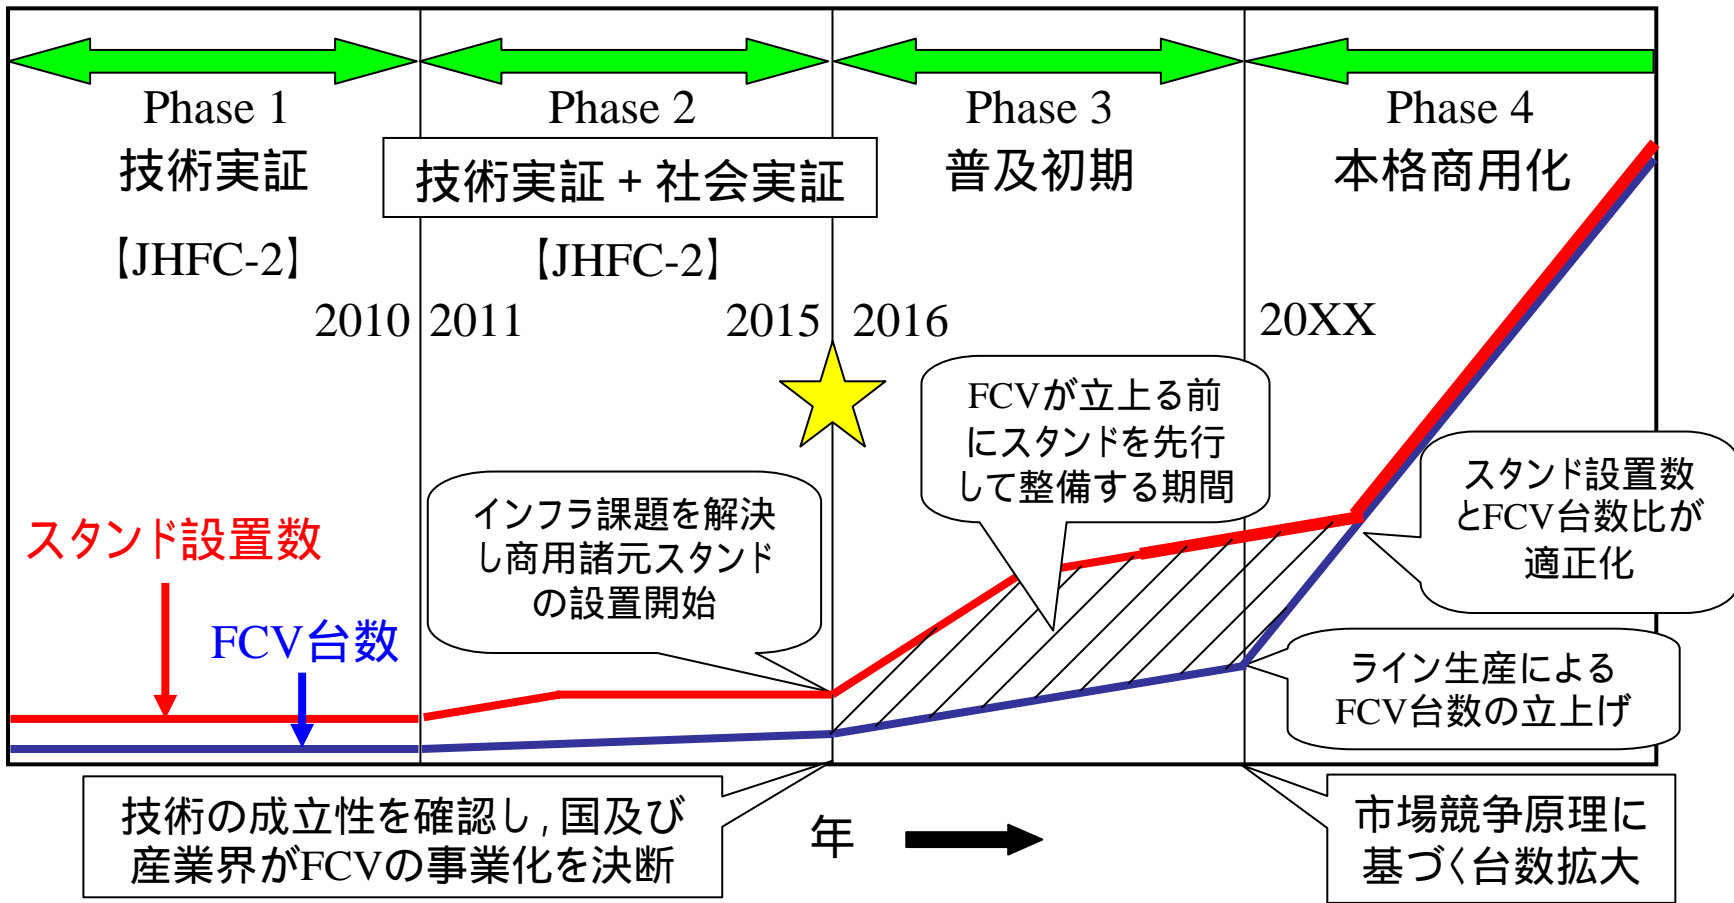 Phase 1
技術実証
【JHFC-2】
2010
Phase 2
技術実証 + 社会実証
【JHFC-2】
2011
2015
Phase 3
普及初期
2016
Phase 4
本格商用化
20XX
FCVが立上る前
にスタンドを先行
して整備する期間
スタンド設置数
とFCV台数比が
適正化
インフラ課題を解決
し商用諸元スタンド
の設置開始
スタンド設置数
FCV台数
ライン生産による
FCV台数の立上げ
技術の成立性を確認し,国及び
産業界がFCVの事業化を決断
年
市場競争原理に
基づく台数拡大